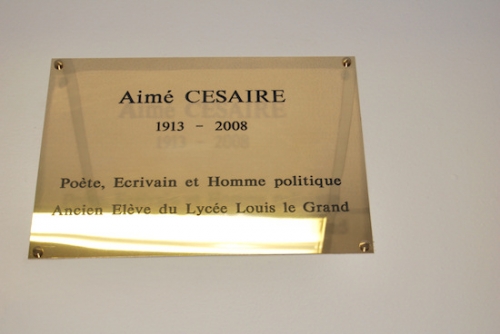 Aimé CESAIRE
1913 - 2008
Poète, Ecrivain et Homme politique
Ancien Elève du Lycée Louis le Grand